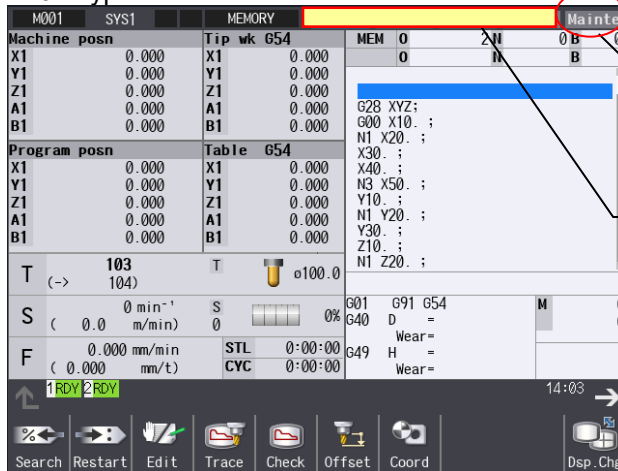 M001 SYS1 MEMORY Mainte
Machine posn
X1 0.000
Y1 0.000
Z1 0.000
A1 0.000
B1 0.000
Tip wk G54
X1 0.000
Y1 0.000
Z1 0.000
A1 0.000
B1 0.000
Program posn
X1 0.000
Y1 0.000
Z1 0.000
A1 0.000
B1 0.000
Table G54
X1 0.000
Y1 0.000
Z1 0.000
A1 0.000
B1 0.000
T 103
(-> 104)
T ø100.0
S 0 min⁻¹
( 0.0 m/min)
S
0 0%
F 0.000 mm/min
( 0.000 mm/t)
STL 0:00:00
CYC 0:00:00
MEM O 2 N 0 B
O N B
G28 XYZ;
G00 X10. ;
N1 X20. ;
X30. ;
X40. ;
N3 X50. ;
Y10. ;
N1 Y20. ;
Y30. ;
Z10. ;
N1 Z20. ;
G01 G91 G54 M
G40 D =
Wear=
G49 H =
Wear=
1RDY 2RDY 14:03
Search Restart Edit Trace Check Offset Coord Dsp.Chg